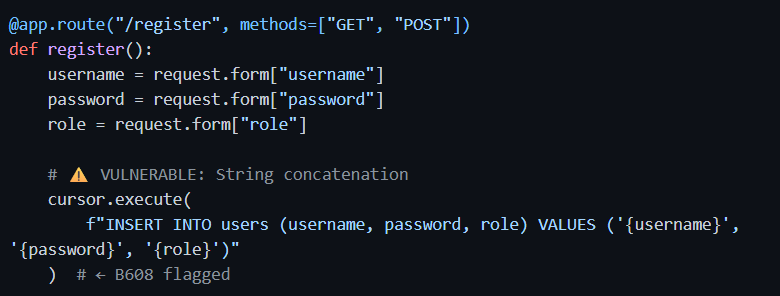 @app.route("/register", methods=["GET", "POST"])
def register():
    username = request.form["username"]
    password = request.form["password"]
    role = request.form["role"]

    # ⚠️ VULNERABLE: String concatenation
    cursor.execute(
        f"INSERT INTO users (username, password, role) VALUES ('{username}',
'{password}', '{role}')"
    )  # ← B608 flagged